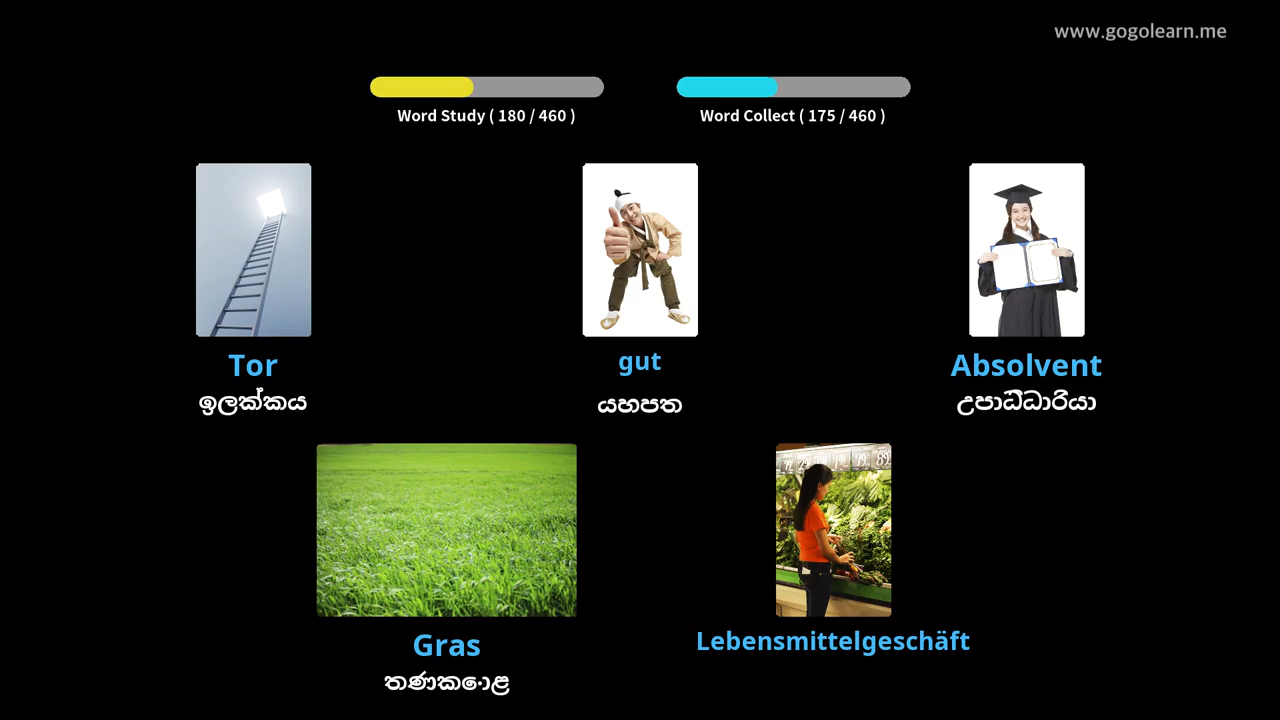 www.gogolearn.me
Word Study ( 180 / 460 )
Word Collect ( 175 / 460 )
Tor
ඉලක්කය
gut
යහපත
Absolvent
උපාධිධාරියා
Gras
තණකොළ
Lebensmittelgeschäft